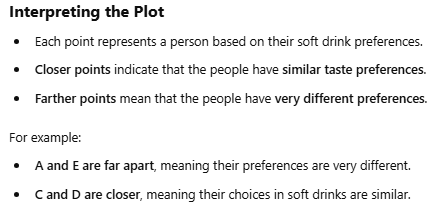 Interpreting the Plot
• Each point represents a person based on their soft drink preferences.
• Closer points indicate that the people have similar taste preferences.
• Farther points mean that the people have very different preferences.
For example:
• A and E are far apart, meaning their preferences are very different.
• C and D are closer, meaning their choices in soft drinks are similar.